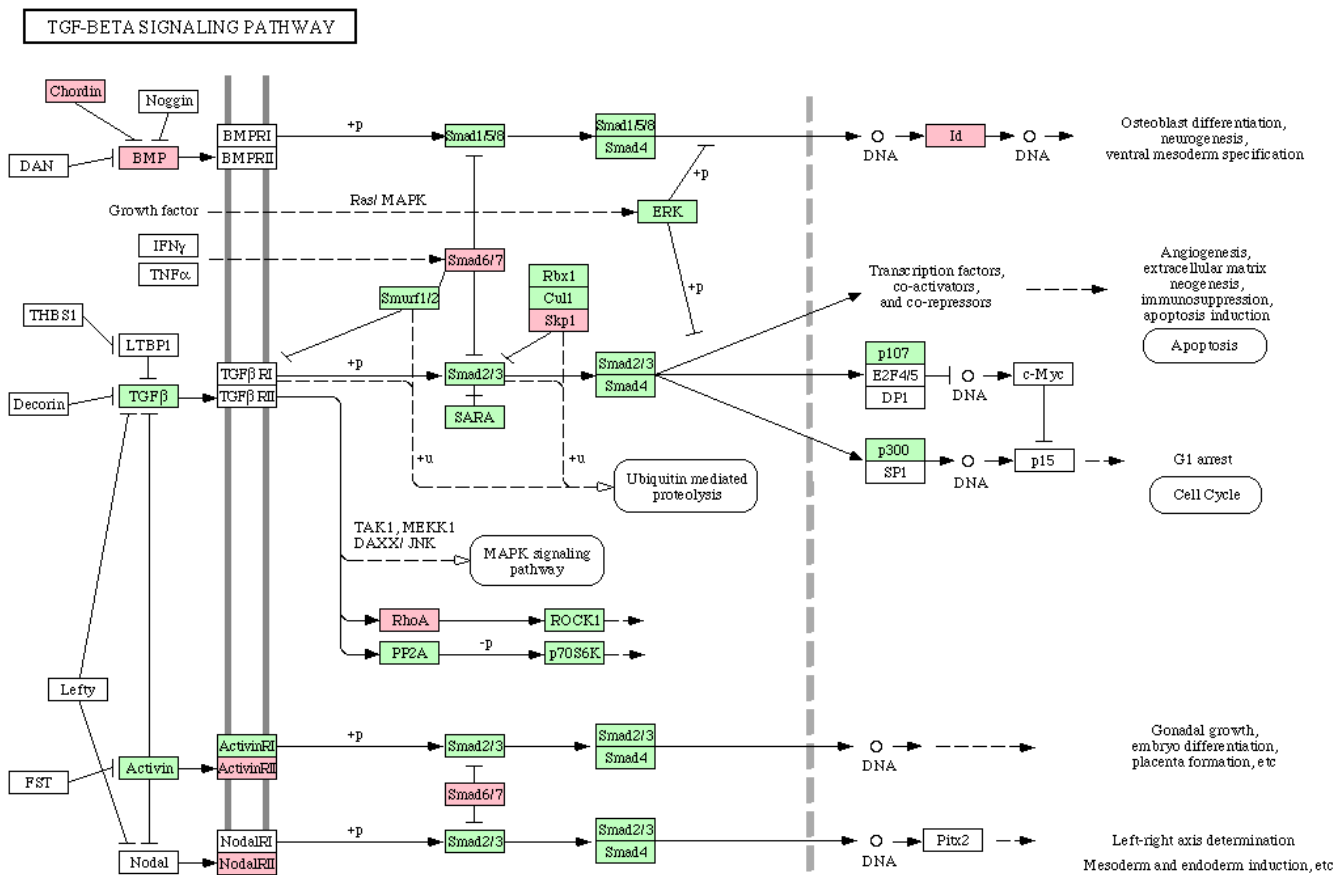 TGF-BETA SIGNALING PATHWAY
Chordin
Noggin
DAN
BMP
BMPRI
BMPRII
+p
Smad1/5/8
Smad1/5/8
Smad4
DNA
Id
DNA
Osteoblast differentiation,
neurogenesis,
ventral mesoderm specification
+p
Growth factor
Ras/ MAPK
ERK
IFNγ
TNFα
Smad6/7
Smurf1/2
Rbx1
Cul1
Skp1
+p
Transcription factors,
co-activators,
and co-repressors
Angiogenesis,
extracellular matrix
neogenesis,
immunosuppression,
apoptosis induction
Apoptosis
THBS1
LTBP1
Decorin
TGFβ
TGFβ RI
TGFβ RII
+p
Smad2/3
SARA
Smad2/3
Smad4
p107
E2F4/5
DP1
DNA
c-Myc
p300
SP1
DNA
p15
G1 arrest
Cell Cycle
+u
+u
Ubiquitin mediated
proteolysis
TAK1, MEKK1
DAXX/ JNK
MAPK signaling
pathway
RhoA
ROCK1
PP2A
-p
p70S6K
Lefty
FST
Activin
ActivinRI
ActivinRII
+p
Smad2/3
Smad2/3
Smad4
DNA
Gonadal growth,
embryo differentiation,
placenta formation, etc
Smad6/7
Nodal
NodalRI
NodalRII
+p
Smad2/3
Smad2/3
Smad4
DNA
Pitx2
Left-right axis determination
Mesoderm and endoderm induction, etc